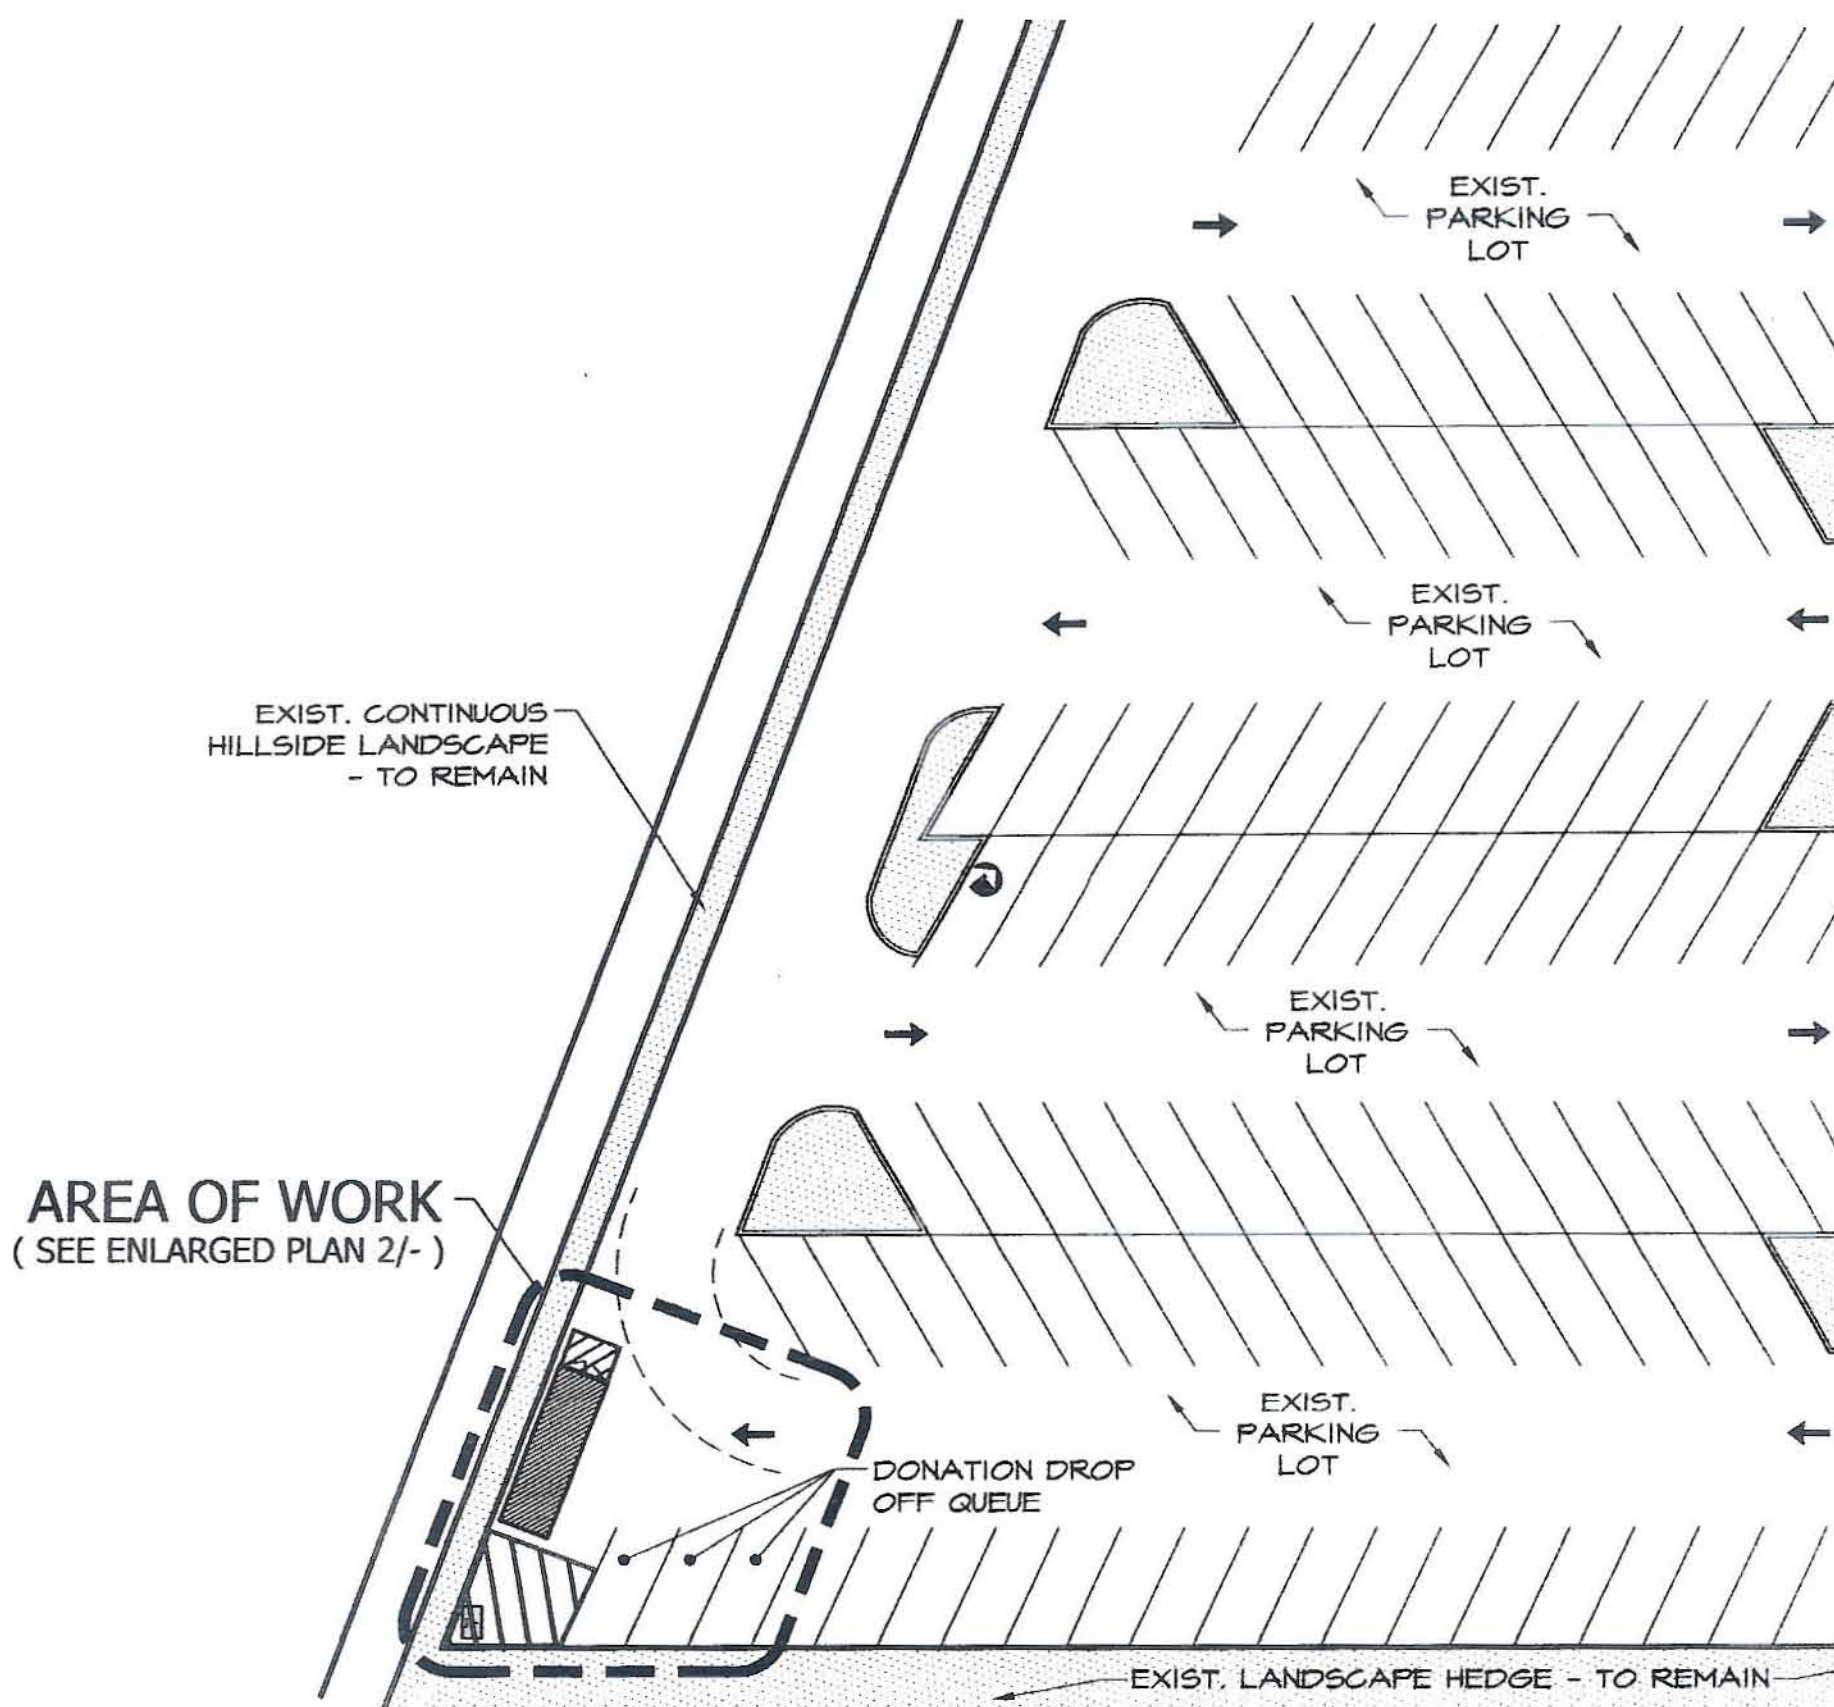 EXIST.
PARKING
LOT
EXIST.
PARKING
LOT
EXIST. CONTINUOUS
HILLSIDE LANDSCAPE
- TO REMAIN
EXIST.
PARKING
LOT
AREA OF WORK
( SEE ENLARGED PLAN 2/- )
EXIST.
PARKING
LOT
DONATION DROP
OFF QUEUE
EXIST. LANDSCAPE HEDGE - TO REMAIN